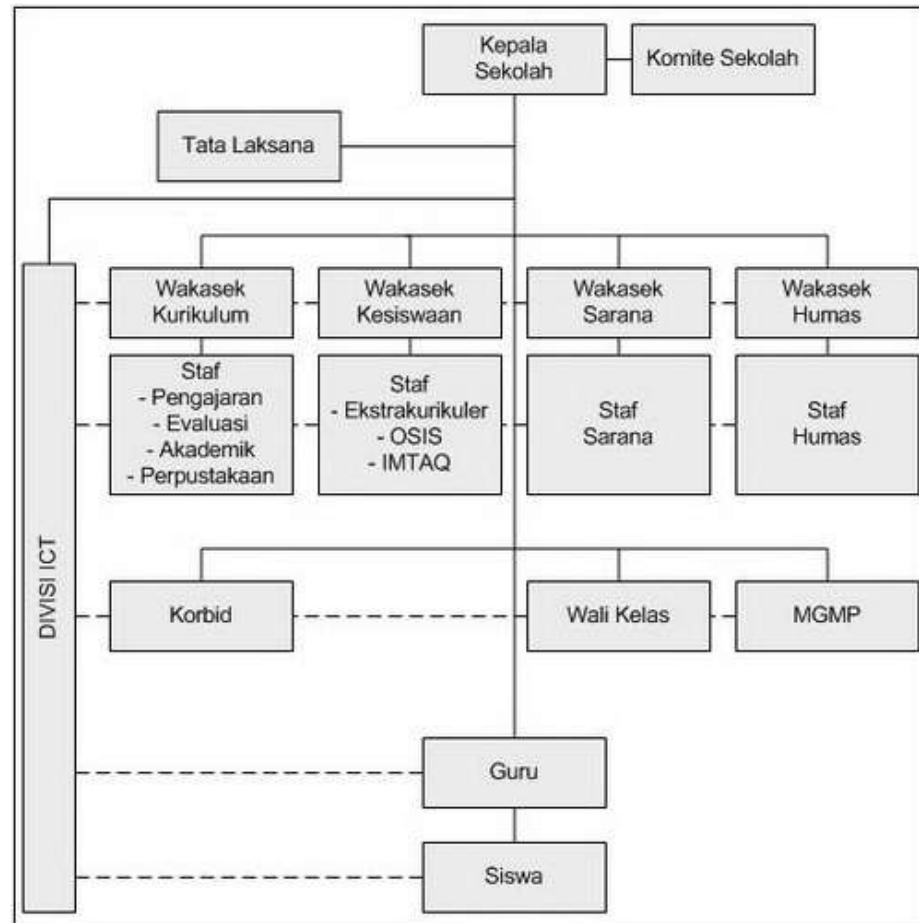 Kepala
Sekolah
Komite Sekolah
Tata Laksana
DIVISI ICT
Wakasek
Kurikulum
Wakasek
Kesiswaan
Wakasek
Sarana
Wakasek
Humas
Staf
- Pengajaran
- Evaluasi
- Akademik
- Perpustakaan
Staf
- Ekstrakurikuler
- OSIS
- IMTAQ
Staf
Sarana
Staf
Humas
Korbid
Wali Kelas
MGMP
Guru
Siswa